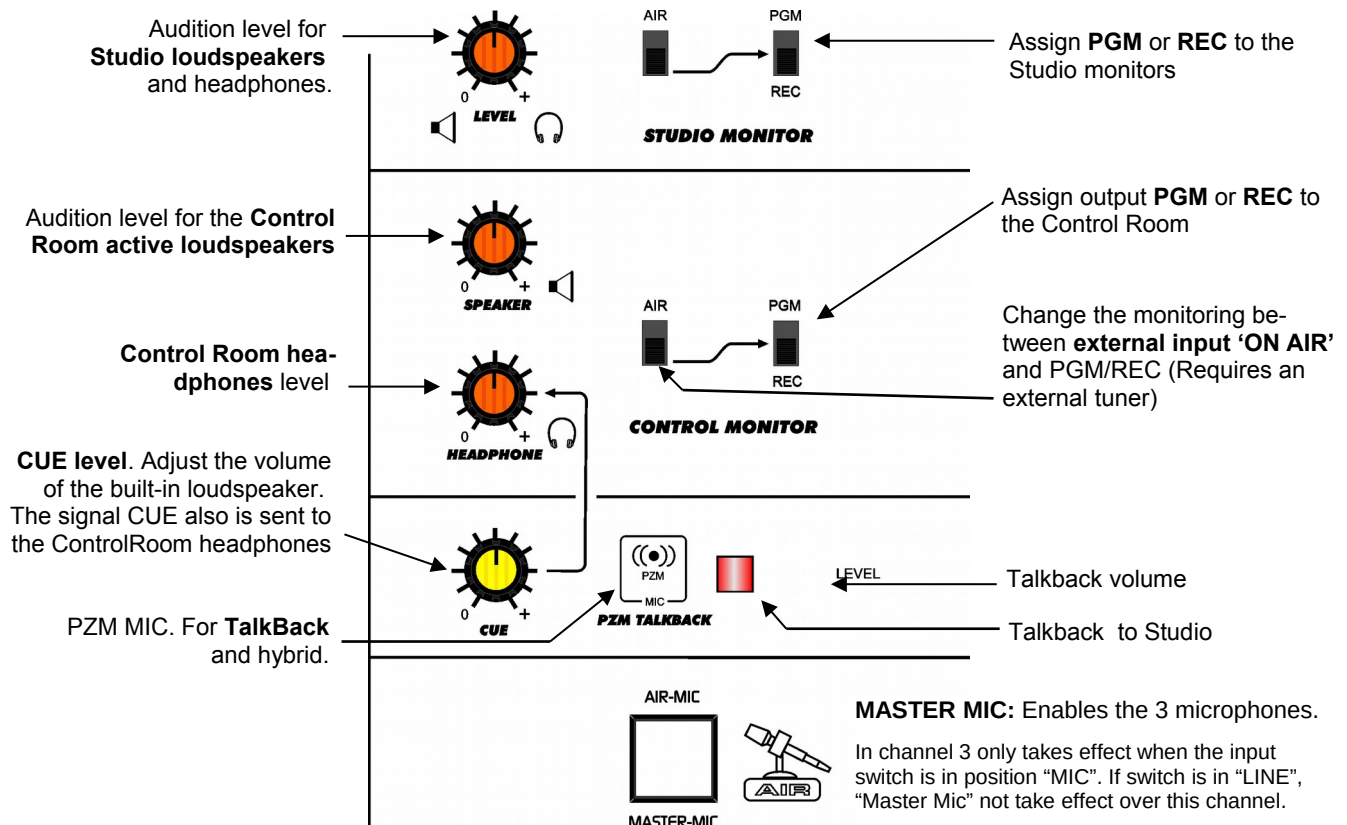 Audition level for
Studio loudspeakers
and headphones.
0
+
LEVEL
AIR
PGM
REC
STUDIO MONITOR
Assign PGM or REC to the
Studio monitors
Audition level for the Control
Room active loudspeakers
0
+
SPEAKER
Assign output PGM or REC to
the Control Room
AIR
PGM
REC
CONTROL MONITOR
Change the monitoring be-
tween external input ‘ON AIR’
and PGM/REC (Requires an
external tuner)
Control Room hea-
dphones level
0
+
HEADPHONE
CUE level. Adjust the volume
of the built-in loudspeaker.
The signal CUE also is sent to
the ControlRoom headphones
0
+
CUE
PZM
MIC
PZM TALKBACK
LEVEL
Talkback volume
Talkback to Studio
PZM MIC. For TalkBack
and hybrid.
AIR-MIC
MASTER-MIC
AIR
MASTER MIC: Enables the 3 microphones.
In channel 3 only takes effect when the input
switch is in position “MIC”. If switch is in “LINE”,
“Master Mic” not take effect over this channel.